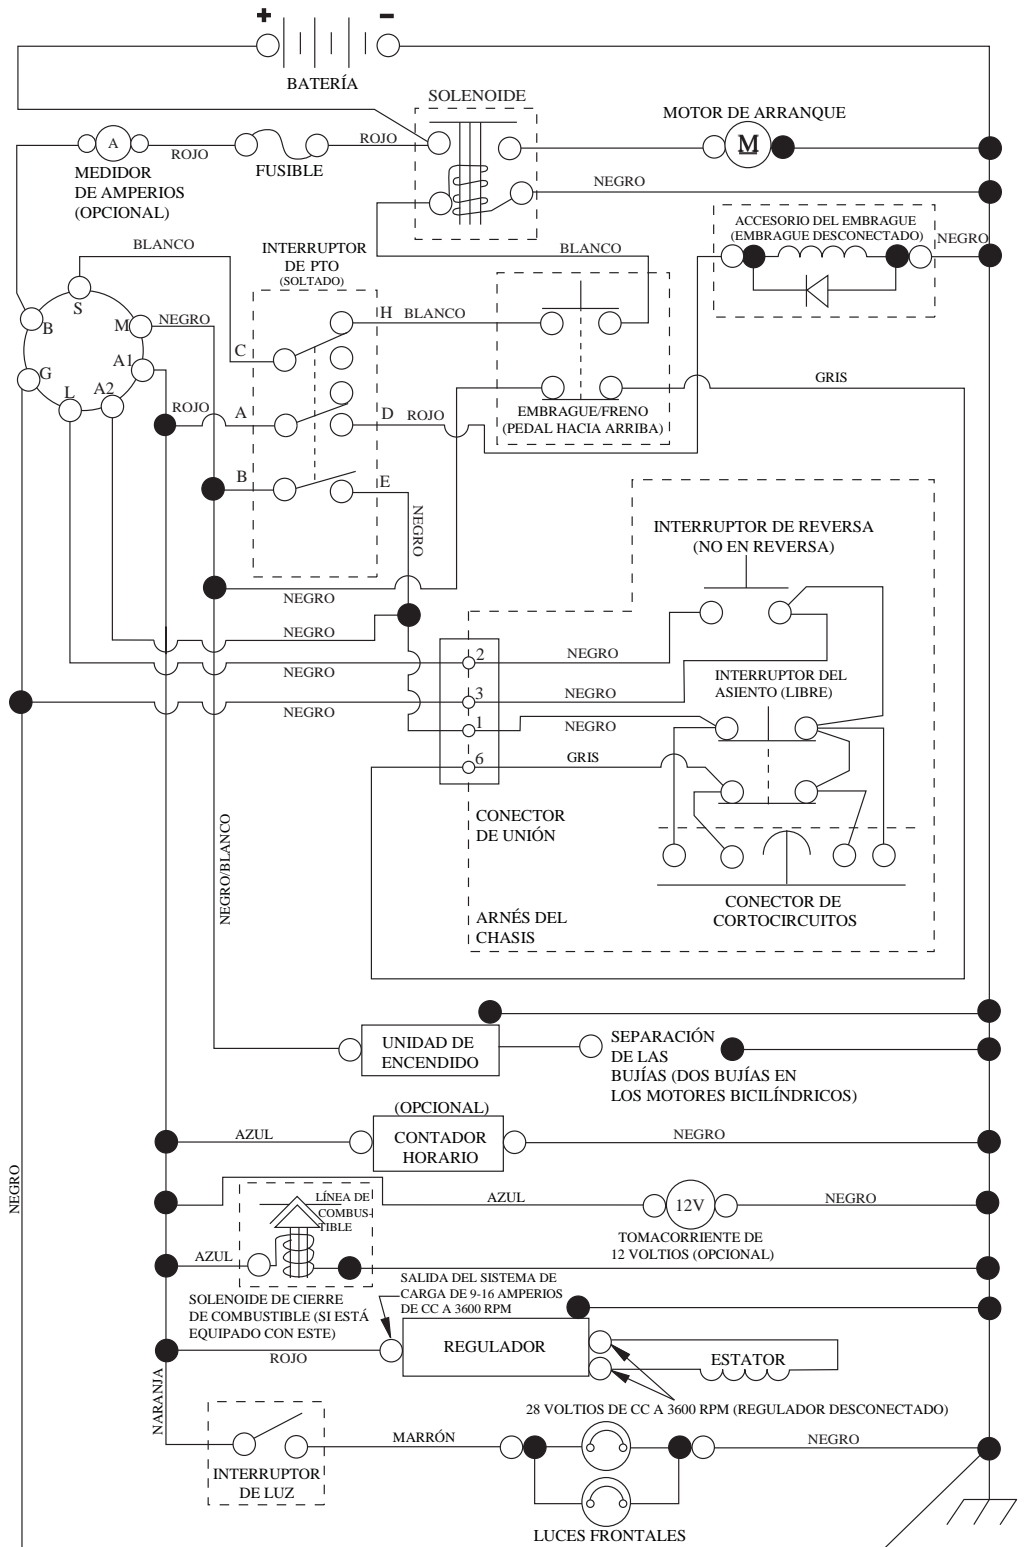 + -
BATERÍA
SOLENOIDE
MOTOR DE ARRANQUE
A
ROJO
ROJO
M
MEDIDOR
DE AMPERIOS
(OPCIONAL)
FUSIBLE
NEGRO
ACCESORIO DEL EMBRAGUE
(EMBRAGUE DESCONECTADO)
NEGRO
BLANCO
INTERRUPTOR
DE PTO
(SOLTADO)
BLANCO
S
B
M
NEGRO
H
BLANCO
C
A1
G
L
A2
GRIS
ROJO
A
D
ROJO
EMBRAGUE/FRENO
(PEDAL HACIA ARRIBA)
B
E
NEGRO
INTERRUPTOR DE REVERSA
(NO EN REVERSA)
NEGRO
NEGRO
2
NEGRO
NEGRO
INTERRUPTOR DEL
ASIENTO (LIBRE)
3
NEGRO
NEGRO
1
NEGRO
6
GRIS
CONECTOR
DE UNIÓN
NEGRO/BLANCO
CONECTOR DE
CORTOCIRCUITOS
ARNÉS DEL
CHASIS
UNIDAD DE
ENCENDIDO
SEPARACIÓN
DE LAS
BUJÍAS (DOS BUJÍAS EN
LOS MOTORES BICILÍNDRICOS)
(OPCIONAL)
AZUL
CONTADOR
HORARIO
NEGRO
NEGRO
LÍNEA DE
COMBUS-
TIBLE
AZUL
12V
NEGRO
TOMACORRIENTE DE
12 VOLTIOS (OPCIONAL)
AZUL
SALIDA DEL SISTEMA DE
CARGA DE 9-16 AMPERIOS
DE CC A 3600 RPM
SOLENOIDE DE CIERRE
DE COMBUSTIBLE (SI ESTÁ
EQUIPADO CON ESTE)
ROJO
REGULADOR
ESTATOR
NARANJA
28 VOLTIOS DE CC A 3600 RPM (REGULADOR DESCONECTADO)
MARRÓN
NEGRO
INTERRUPTOR
DE LUZ
LUCES FRONTALES